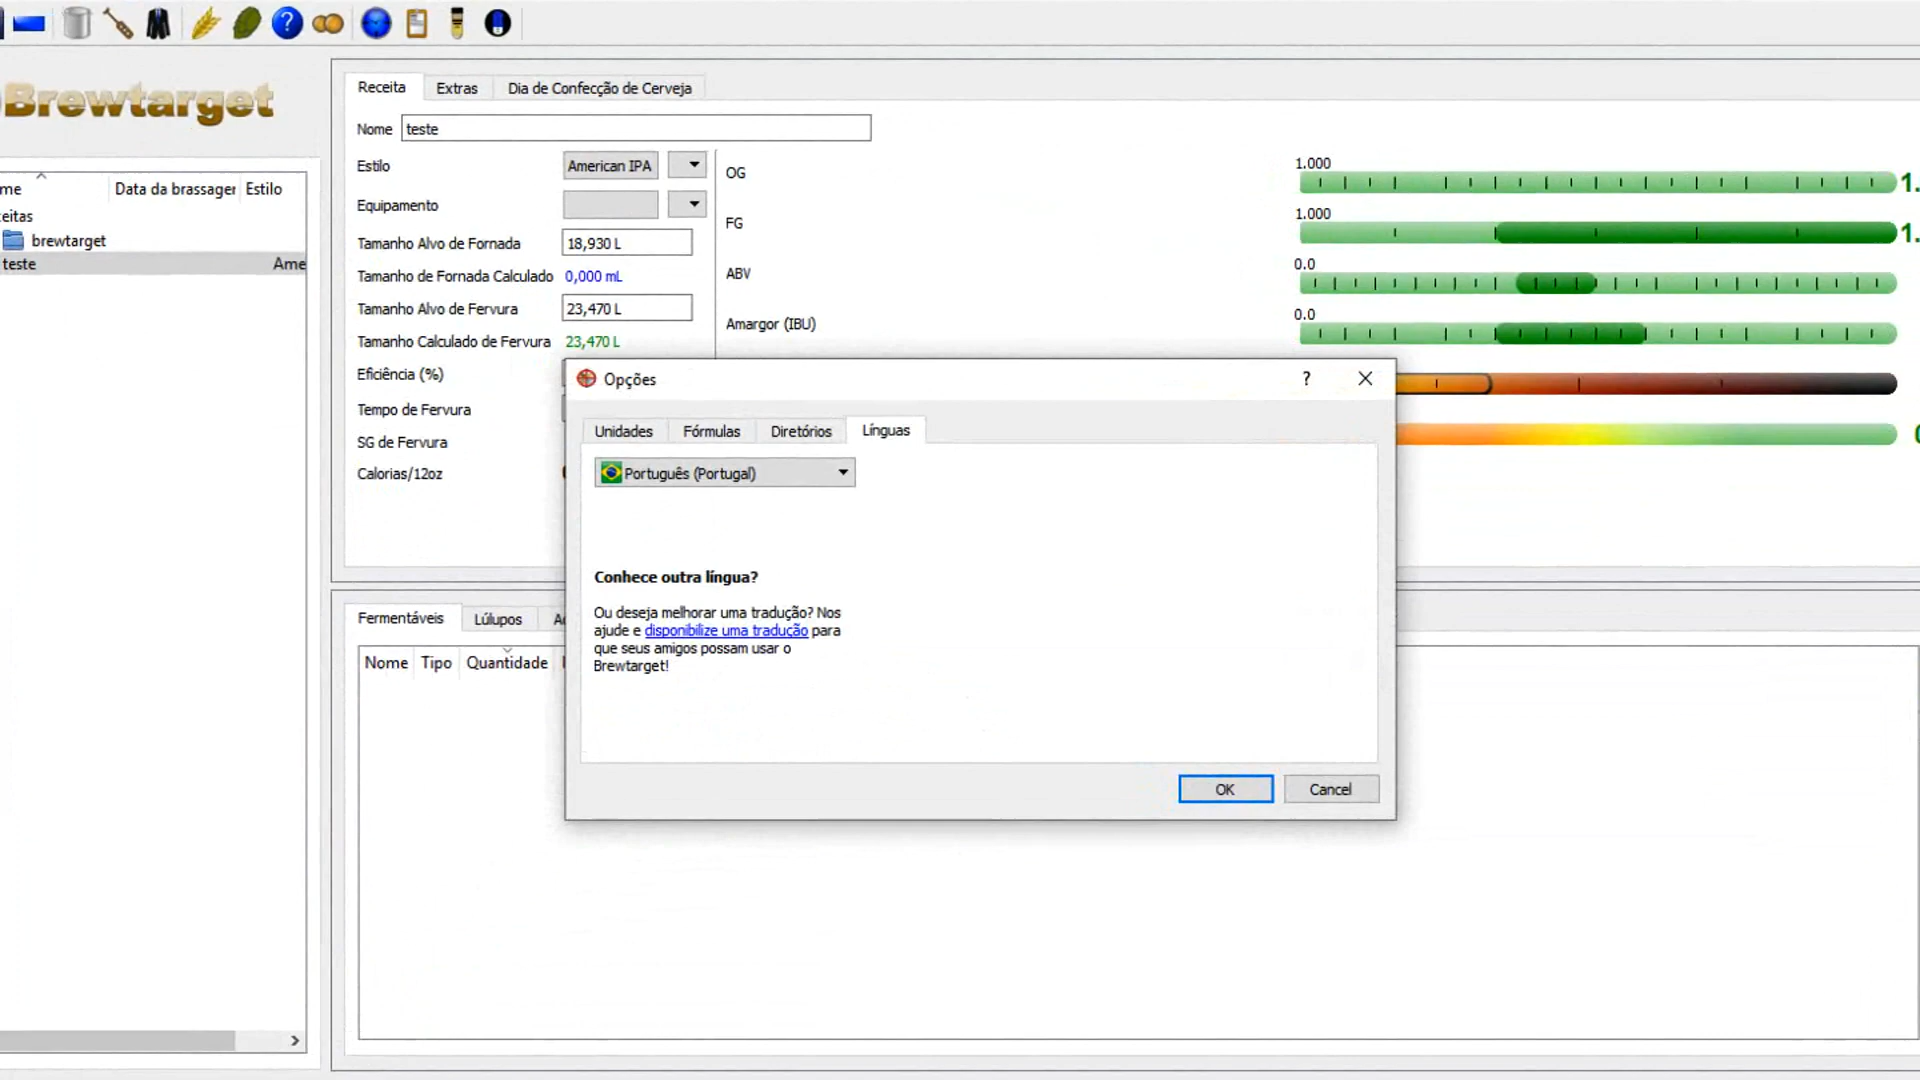 Brewtarget
Receita
Extras
Dia de Confecção de Cerveja
Nome
teste
me
Data da brassager
Estilo
eitas
brewtarget
teste
Ame
Estilo
American IPA
Equipamento
Tamanho Alvo de Fornada
18,930 L
Tamanho de Fornada Calculado
0,000 mL
Tamanho Alvo de Fervura
23,470 L
Tamanho Calculado de Fervura
23,470 L
Eficiência (%)
Tempo de Fervura
SG de Fervura
Calorias/12oz
OG
FG
ABV
Amargor (IBU)
1.000
1.
1.000
1.
0.0
0.0
Opções
?
Unidades
Fórmulas
Diretórios
Línguas
Português (Portugal)
Conhece outra língua?
Ou deseja melhorar uma tradução? Nos
ajude e disponibilize uma tradução para
que seus amigos possam usar o
Brewtarget!
OK
Cancel
Fermentáveis
Lúlupos
Nome
Tipo
Quantidade